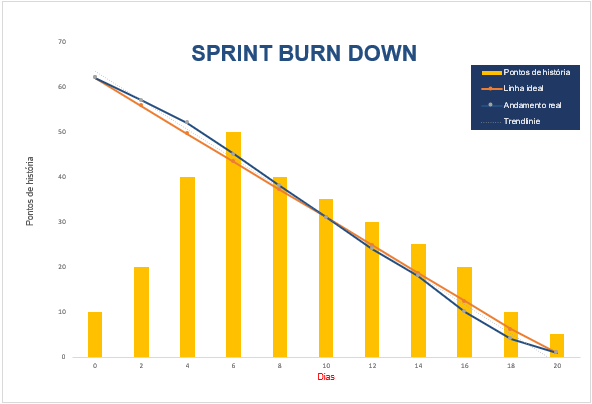 SPRINT BURN DOWN
Pontos de história
Linha ideal
Andamento real
Trendlinie
Pontos de história
70
60
50
40
30
20
10
0
0 2 4 6 8 10 12 14 16 18 20
Dias